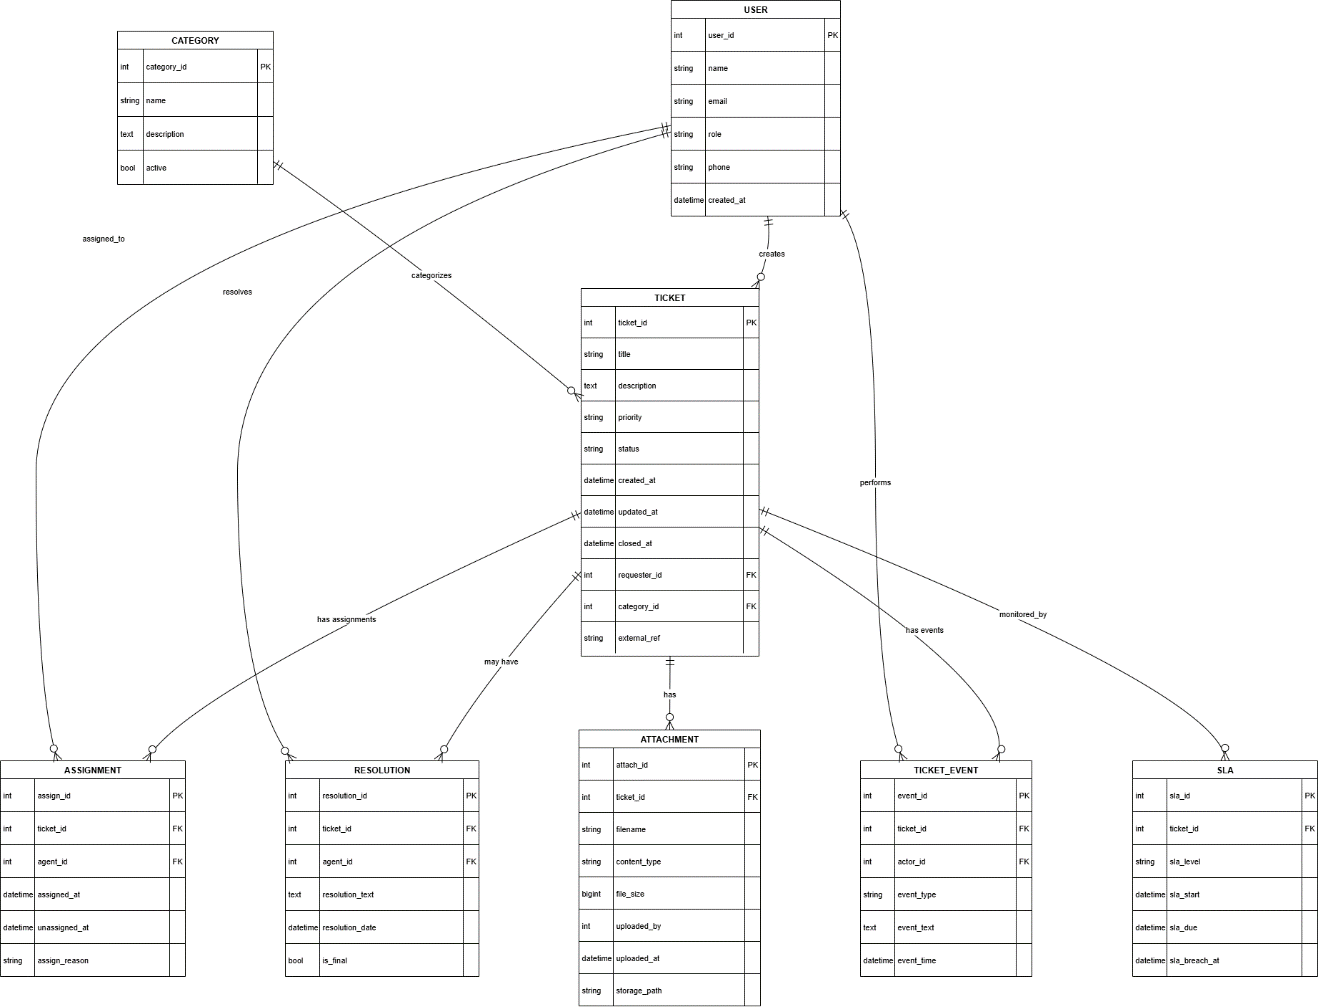 USER
int user_id PK
string name
string email
string role
string phone
datetime created_at
CATEGORY
int category_id PK
string name
text description
bool active
assigned_to
resolves
categorizes
creates
performs
TICKET
int ticket_id PK
string title
text description
string priority
string status
datetime created_at
datetime updated_at
datetime closed_at
int requester_id FK
int category_id FK
string external_ref
has assignments
may have
has
has events
monitored_by
ASSIGNMENT
int assign_id PK
int ticket_id FK
int agent_id FK
datetime assigned_at
datetime unassigned_at
string assign_reason
RESOLUTION
int resolution_id PK
int ticket_id FK
int agent_id FK
text resolution_text
datetime resolution_date
bool is_final
ATTACHMENT
int attach_id PK
int ticket_id FK
string filename
string content_type
bigint file_size
int uploaded_by
datetime uploaded_at
string storage_path
TICKET_EVENT
int event_id PK
int ticket_id FK
int actor_id FK
string event_type
text event_text
datetime event_time
SLA
int sla_id PK
int ticket_id FK
string sla_level
datetime sla_start
datetime sla_due
datetime sla_breach_at